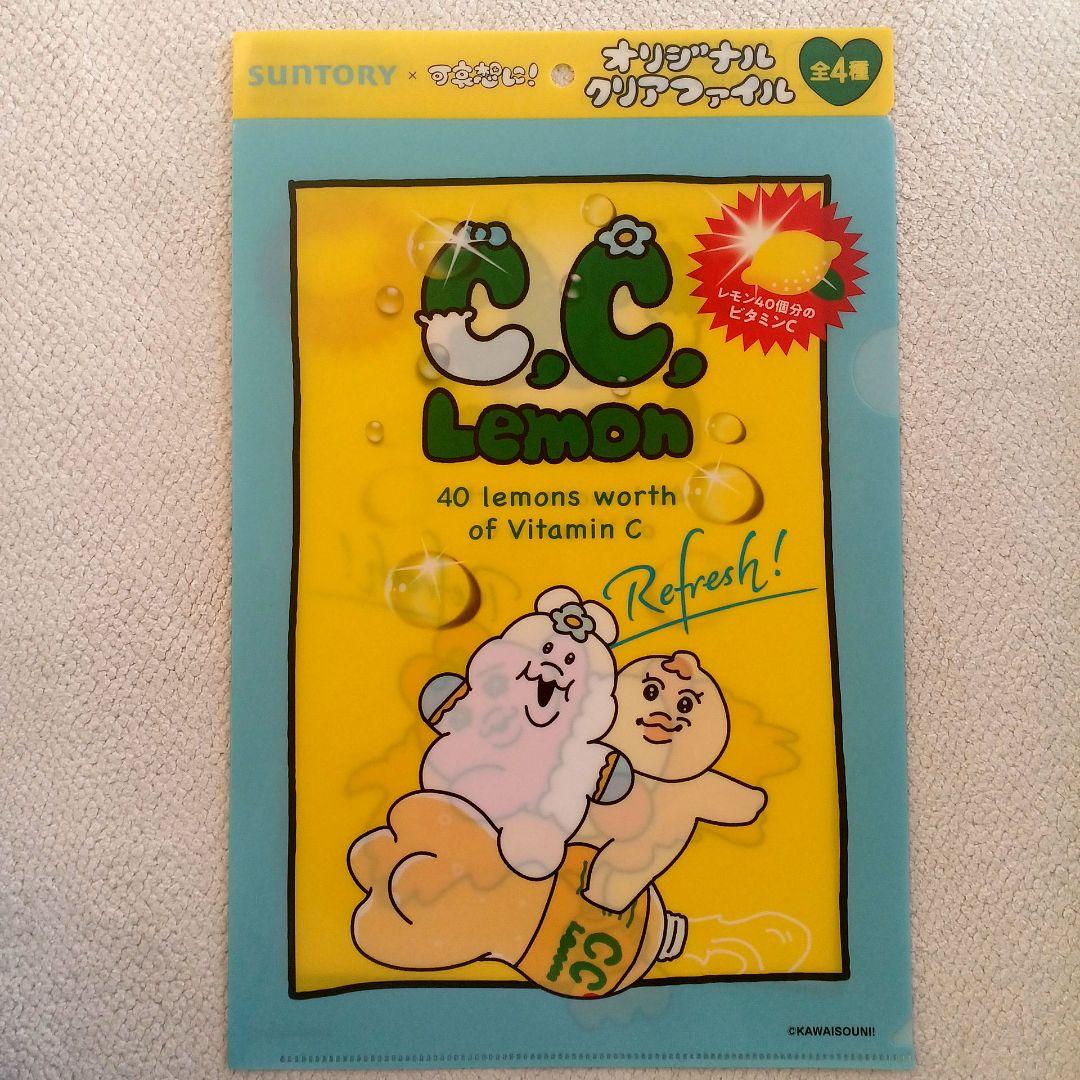 SUNTORY × 可哀想に!
オリジナル
クリアファイル
全4種
C.C.
Lemon
レモン40個分の
ビタミンC
40 lemons worth
of Vitamin C
Refresh!
CC
Lemon
©KAWAISOUNI!